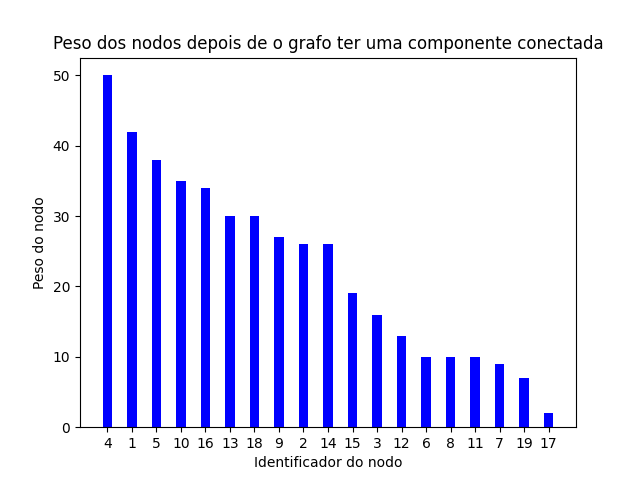 Peso dos nodos depois de o grafo ter uma componente conectada
50
40
30
20
10
0
Peso do nodo
4 1 5 10 16 13 18 9 2 14 15 3 12 6 8 11 7 19 17
Identificador do nodo